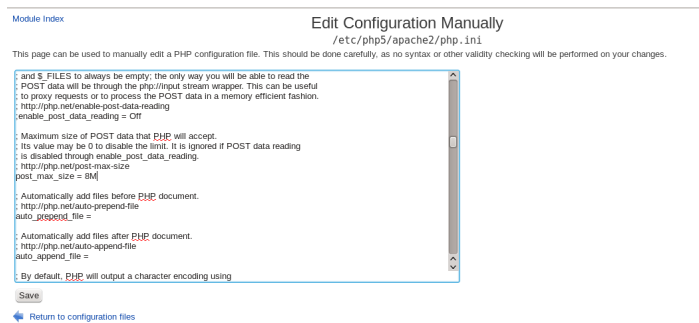 Module Index
Edit Configuration Manually
/etc/php5/apache2/php.ini
This page can be used to manually edit a PHP configuration file. This should be done carefully, as no syntax or other validity checking will be performed on your changes.
; and $_FILES to always be empty; the only way you will be able to read the
; POST data will be through the php://input stream wrapper. This can be useful
; to proxy requests or to process the POST data in a memory efficient fashion.
; http://php.net/enable-post-data-reading
;enable_post_data_reading = Off
; Maximum size of POST data that PHP will accept.
; Its value may be 0 to disable the limit. It is ignored if POST data reading
; is disabled through enable_post_data_reading.
; http://php.net/post-max-size
post_max_size = 8M
; Automatically add files before PHP document.
; http://php.net/auto-prepend-file
auto_prepend_file =
; Automatically add files after PHP document.
; http://php.net/auto-append-file
auto_append_file =
; By default, PHP will output a character encoding using
Save
Return to configuration files